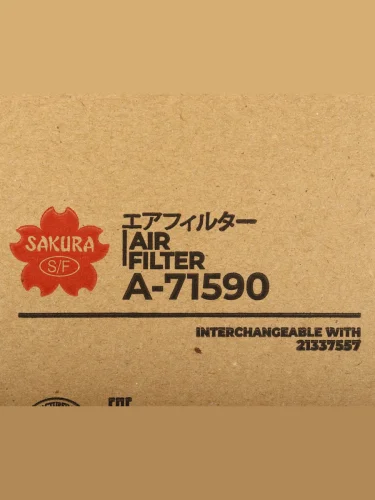 SAKURA
S/F
エアフィルター
AIR
FILTER
A-71590
INTERCHANGEABLE WITH
21337557